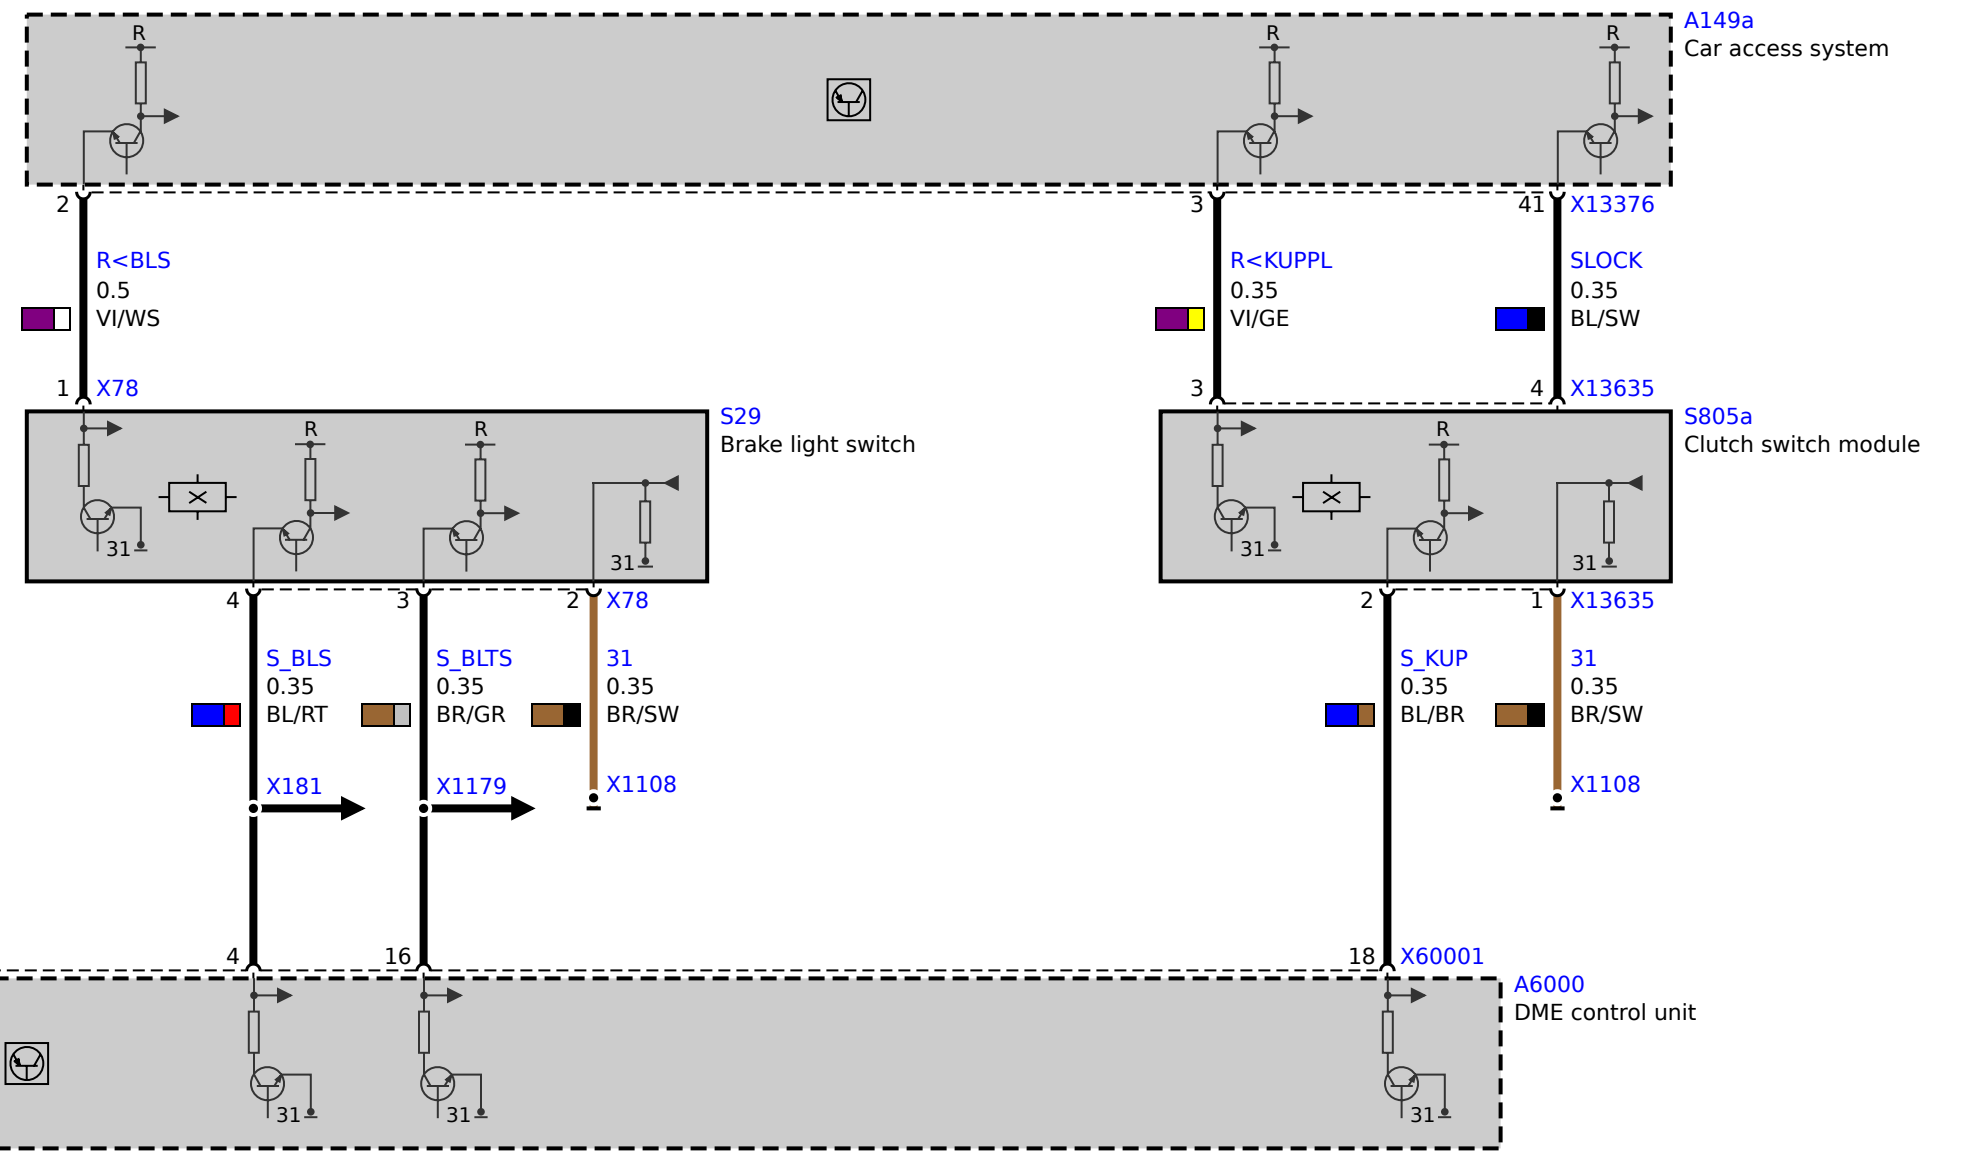 R
R
R
A149a
Car access system
2
3
41
X13376
R<BLS
0.5
VI/WS
R<KUPPL
0.35
VI/GE
SLOCK
0.35
BL/SW
1
X78
3
4
X13635
S29
Brake light switch
R
R
31
31
S805a
Clutch switch module
R
31
31
4
3
2
X78
2
1
X13635
S_BLS
0.35
BL/RT
S_BLTS
0.35
BR/GR
31
0.35
BR/SW
S_KUP
0.35
BL/BR
31
0.35
BR/SW
X181
X1179
X1108
X1108
4
16
18
X60001
A6000
DME control unit
31
31
31